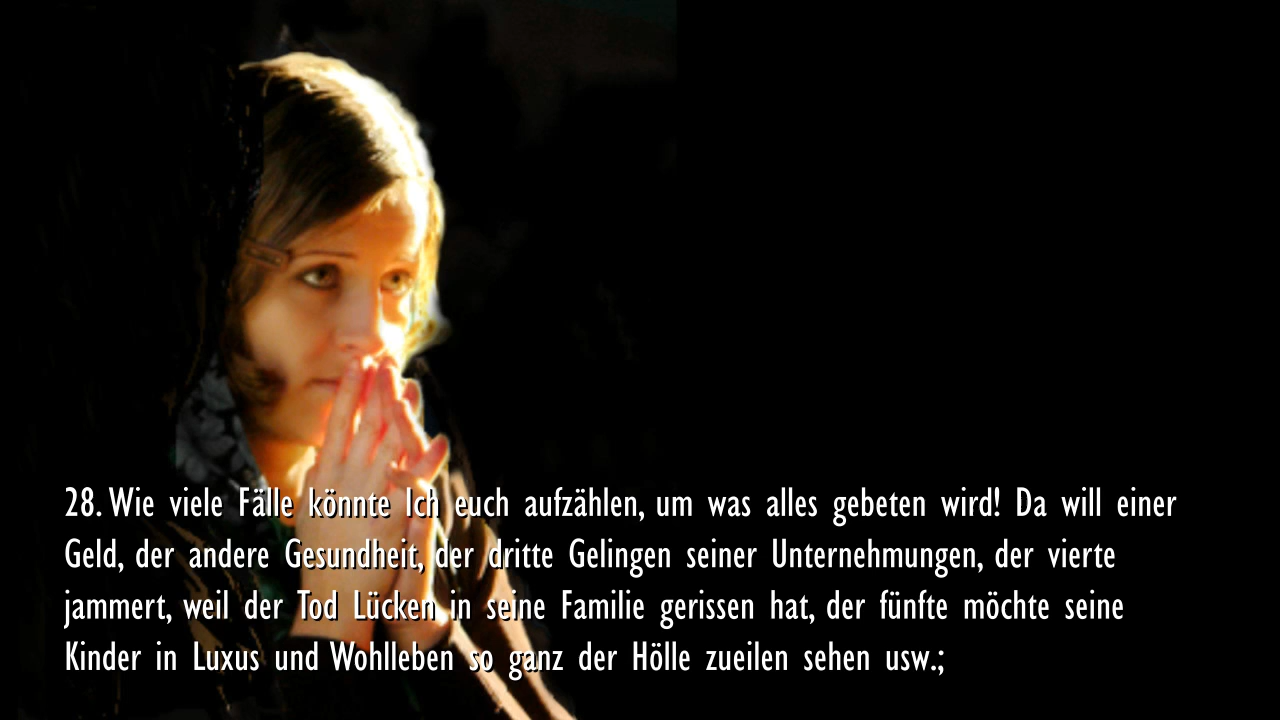 28. Wie viele Fälle könnte Ich euch aufzählen, um was alles gebeten wird! Da will einer
Geld, der andere Gesundheit, der dritte Gelingen seiner Unternehmungen, der vierte
jammert, weil der Tod Lücken in seine Familie gerissen hat, der fünfte möchte seine
Kinder in Luxus und Wohlleben so ganz der Hölle zueilen sehen usw.;